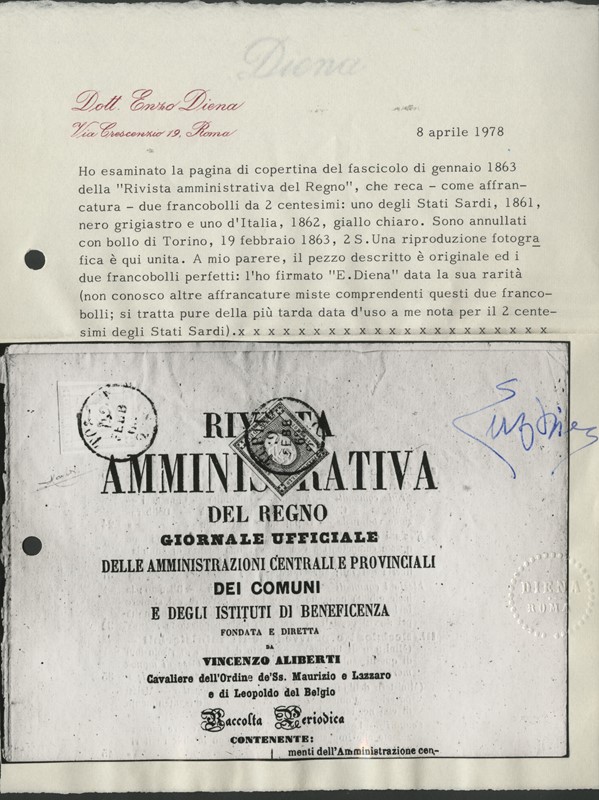 Diena
Dott. Enzo Diena
Via Crescenzio 19, Roma
8 aprile 1978
Ho esaminato la pagina di copertina del fascicolo di gennaio 1863
della "Rivista amministrativa del Regno", che reca - come affran-
catura - due francobolli da 2 centesimi: uno degli Stati Sardi, 1861,
nero grigiastro e uno d'Italia, 1862, giallo chiaro. Sono annullati
con bollo di Torino, 19 febbraio 1863, 2 S. Una riproduzione fotogra
fica è qui unita. A mio parere, il pezzo descritto è originale ed i
due francobolli perfetti: l'ho firmato "E.Diena" data la sua rarità
(non conosco altre affrancature miste comprendenti questi due franco-
bolli; si tratta pure della più tarda data d'uso a me nota per il 2 cente-
simi degli Stati Sardi).x x x x x x x x x x x x x x x x x x x x x
FEBB
FEBB
AMMINIS RATIVA
DEL REGNO
GIORNALE UFFICIALE
DELLE AMMINISTRAZIONI CENTRALI E PROVINCIALI
DEI COMUNI
E DEGLI ISTITUTI DI BENEFICENZA
FONDATA E DIRETTA
DA
VINCENZO ALIBERTI
Cavaliere dell'Ordine de'Ss. Maurizio e Lazzaro
e di Leopoldo del Belgio
Raccolta Periodica
CONTENENTE:
menti dell'Amministrazione cen-
DIENA
ROMA